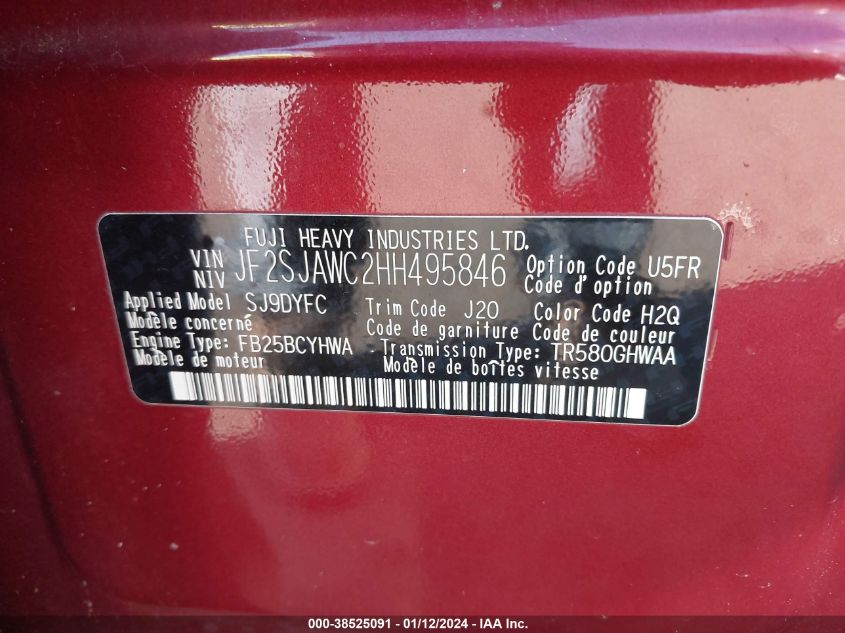 FUJI HEAVY INDUSTRIES LTD.
VIN NIV JF2SJAWC2HH495846 Option Code U5FR
Code d'option
Applied Model SJ9DYFC Trim Code J20 Color Code H2Q
Modèle concerné Code de garniture Code de couleur
Engine Type: FB25BCYHWA Transmission Type: TR580GHWAA
Modèle de moteur Modèle de boîtes vitesse
000-38525091 - 01/12/2024 - IAA Inc.